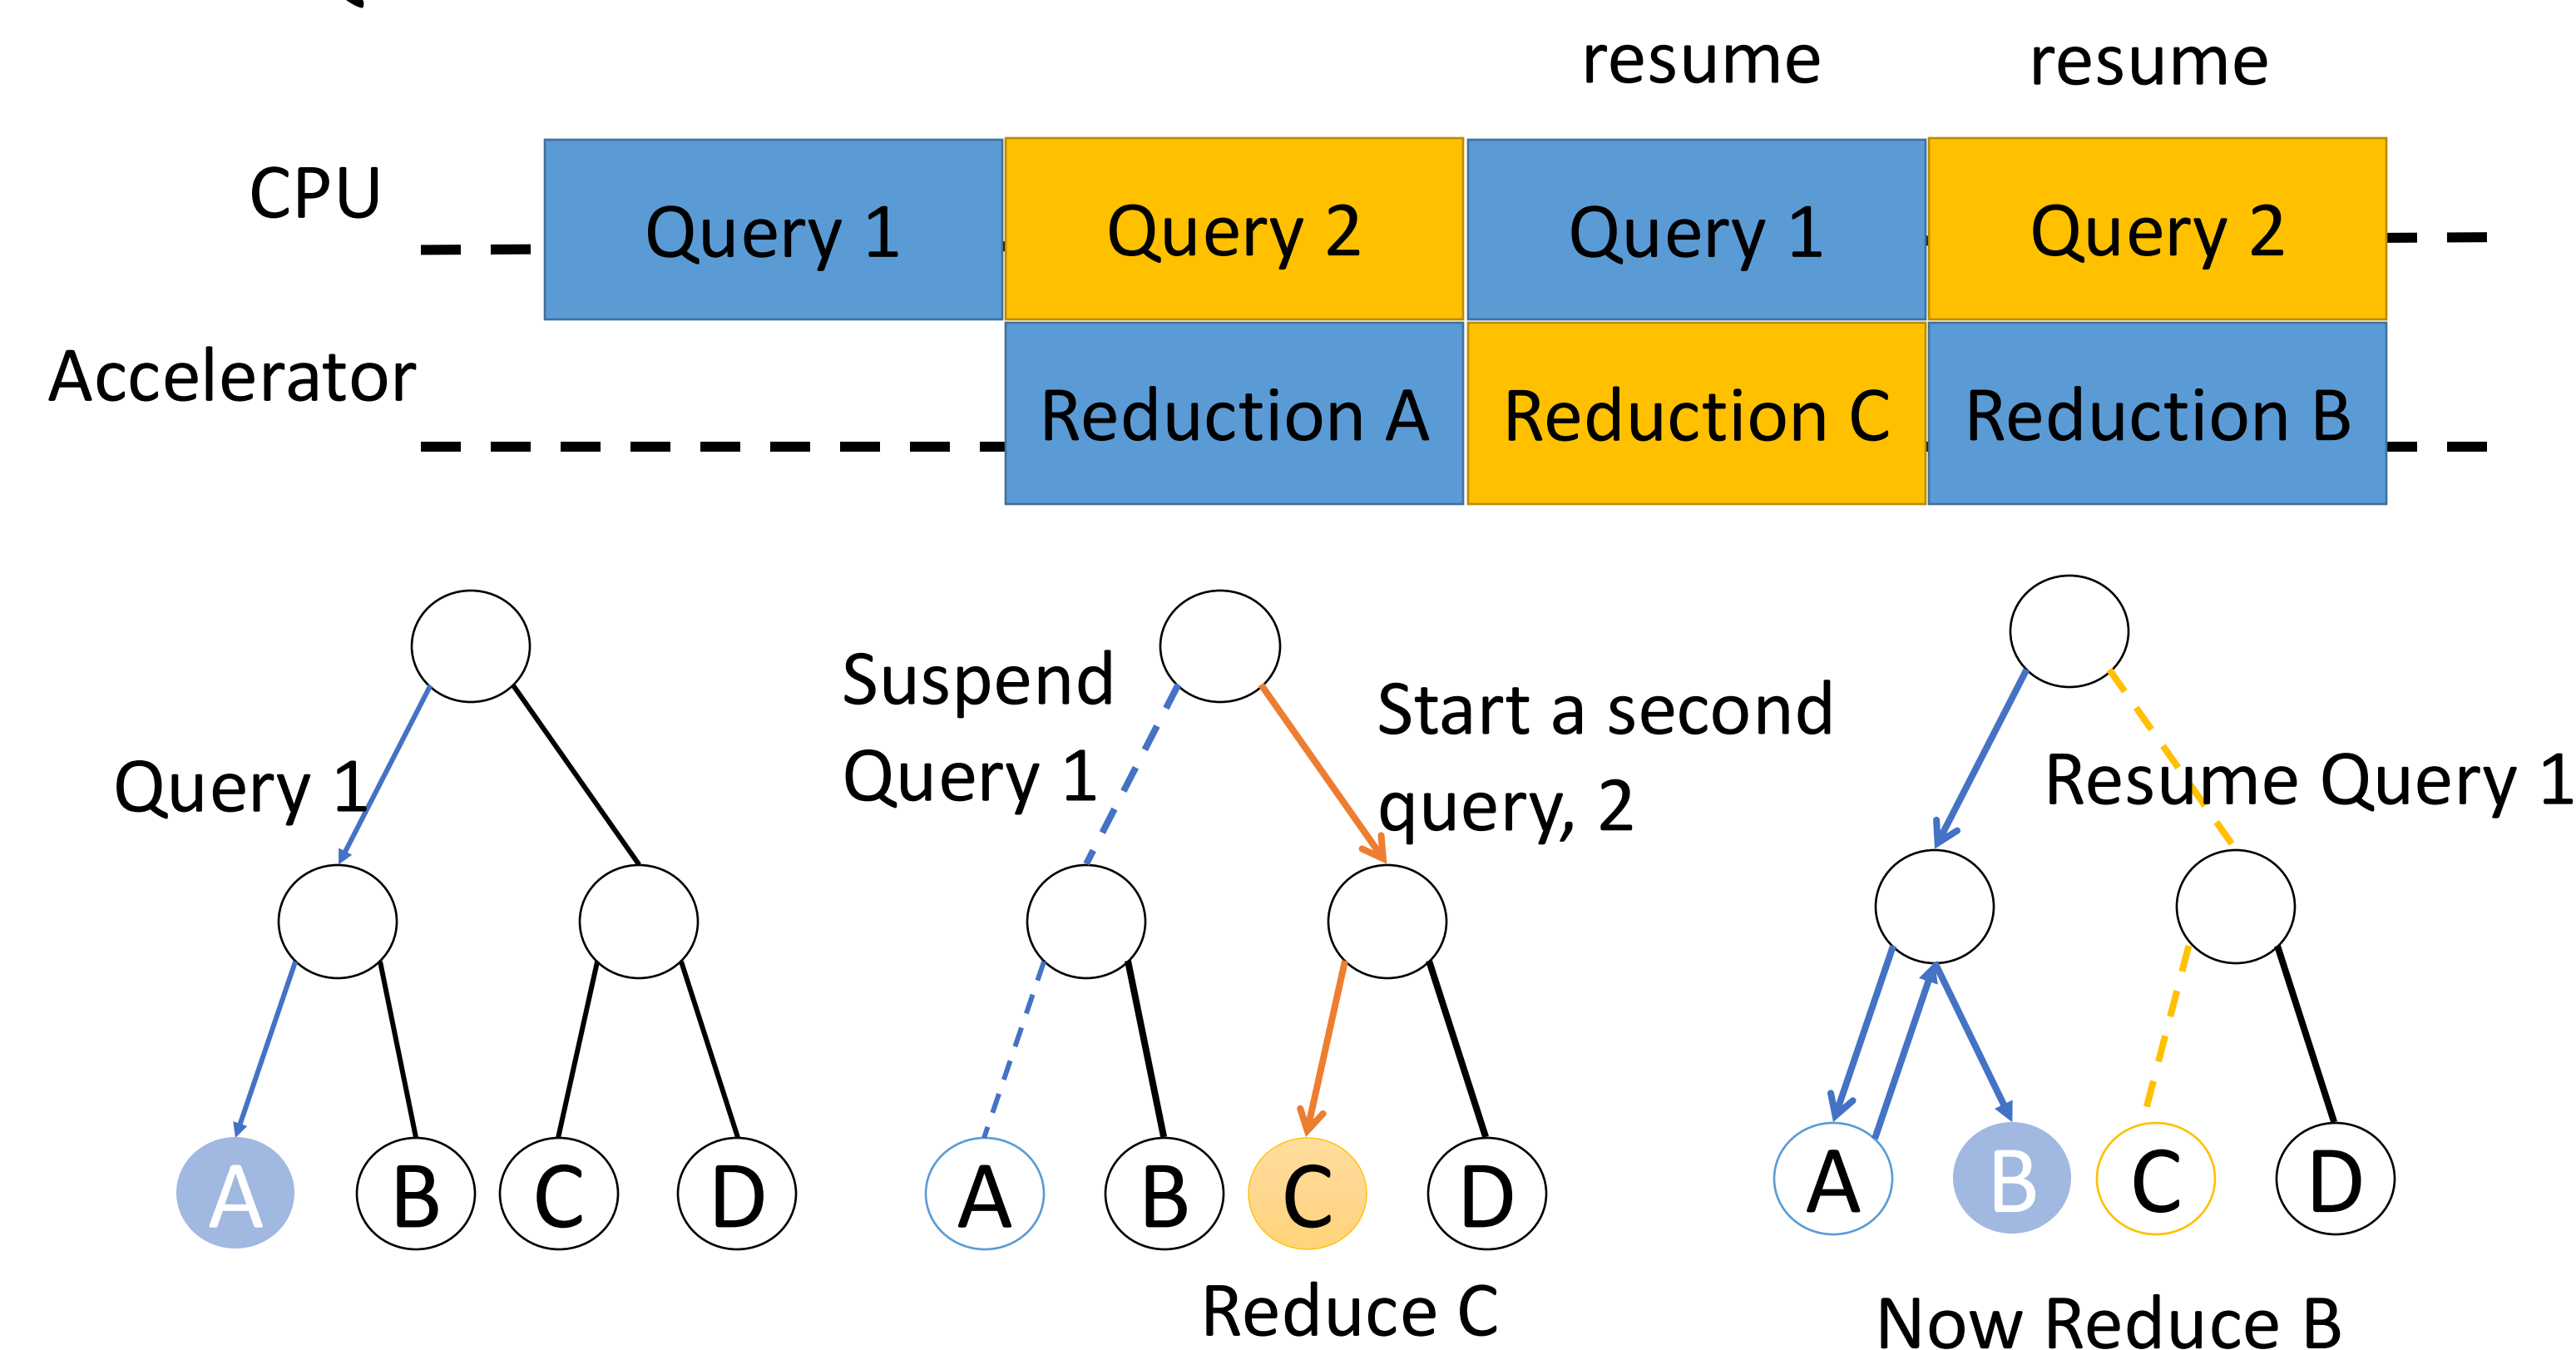 resume resume
CPU
Query 1 Query 2 Query 1 Query 2
Accelerator
Reduction A Reduction C Reduction B
Query 1
Suspend
Query 1
Start a second
query, 2
Resume Query 1
A B C D
A B C D
A B C D
Reduce C
Now Reduce B